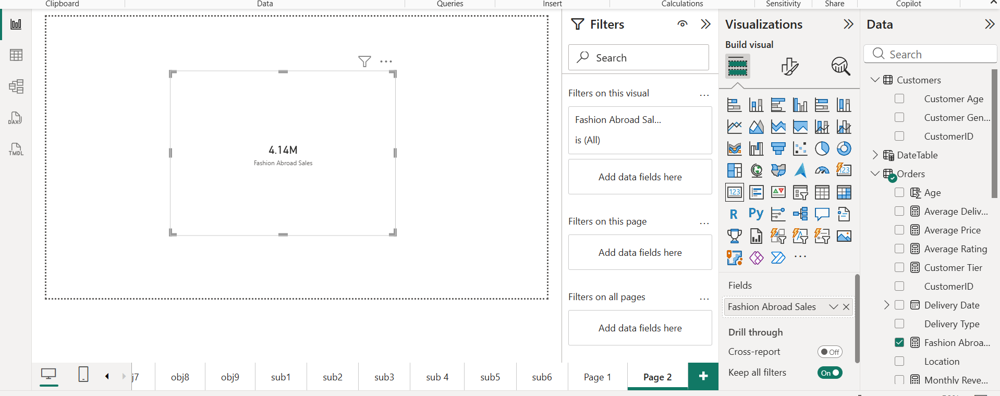 Clipboard
Data
Queries
Insert
Calculations
Sensitivity
Share
Copilot
DAX
TMDL
4.14M
Fashion Abroad Sales
Filters
Search
Filters on this visual
...
Fashion Abroad Sal...
is (All)
Add data fields here
Filters on this page
...
Add data fields here
Filters on all pages
...
Add data fields here
Visualizations
Build visual
123
123
R
Py
...
Fields
Fashion Abroad Sales
Drill through
Cross-report
Off
Keep all filters
On
Data
Search
Customers
Customer Age
Customer Gen...
CustomerID
DateTable
Orders
Age
Average Deliv...
Average Price
Average Rating
Customer Tier
CustomerID
Delivery Date
Delivery Type
Fashion Abroa...
Location
Monthly Reve...
j7
obj8
obj9
sub1
sub2
sub3
sub 4
sub5
sub6
Page 1
Page 2
+